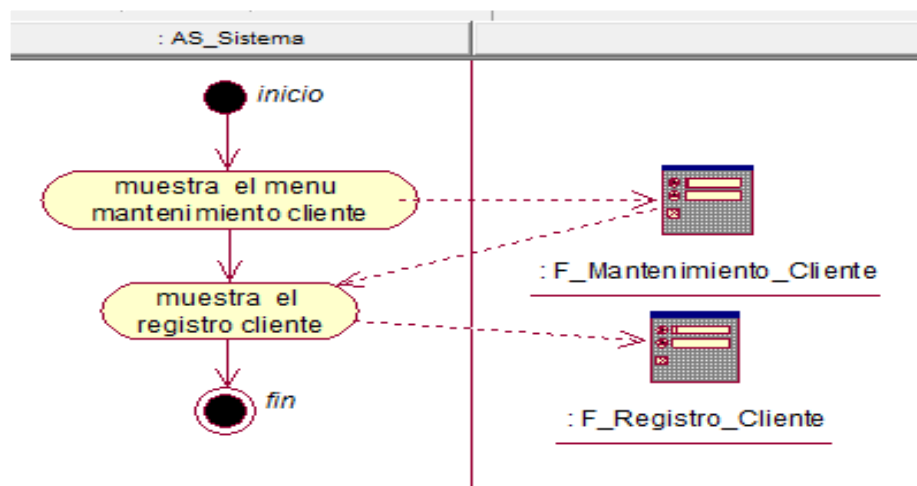 : AS_Sistema
inicio
muestra el menu
mantenimiento cliente
: F_Mantenimiento_Cliente
muestra el
registro cliente
: F_Registro_Cliente
fin